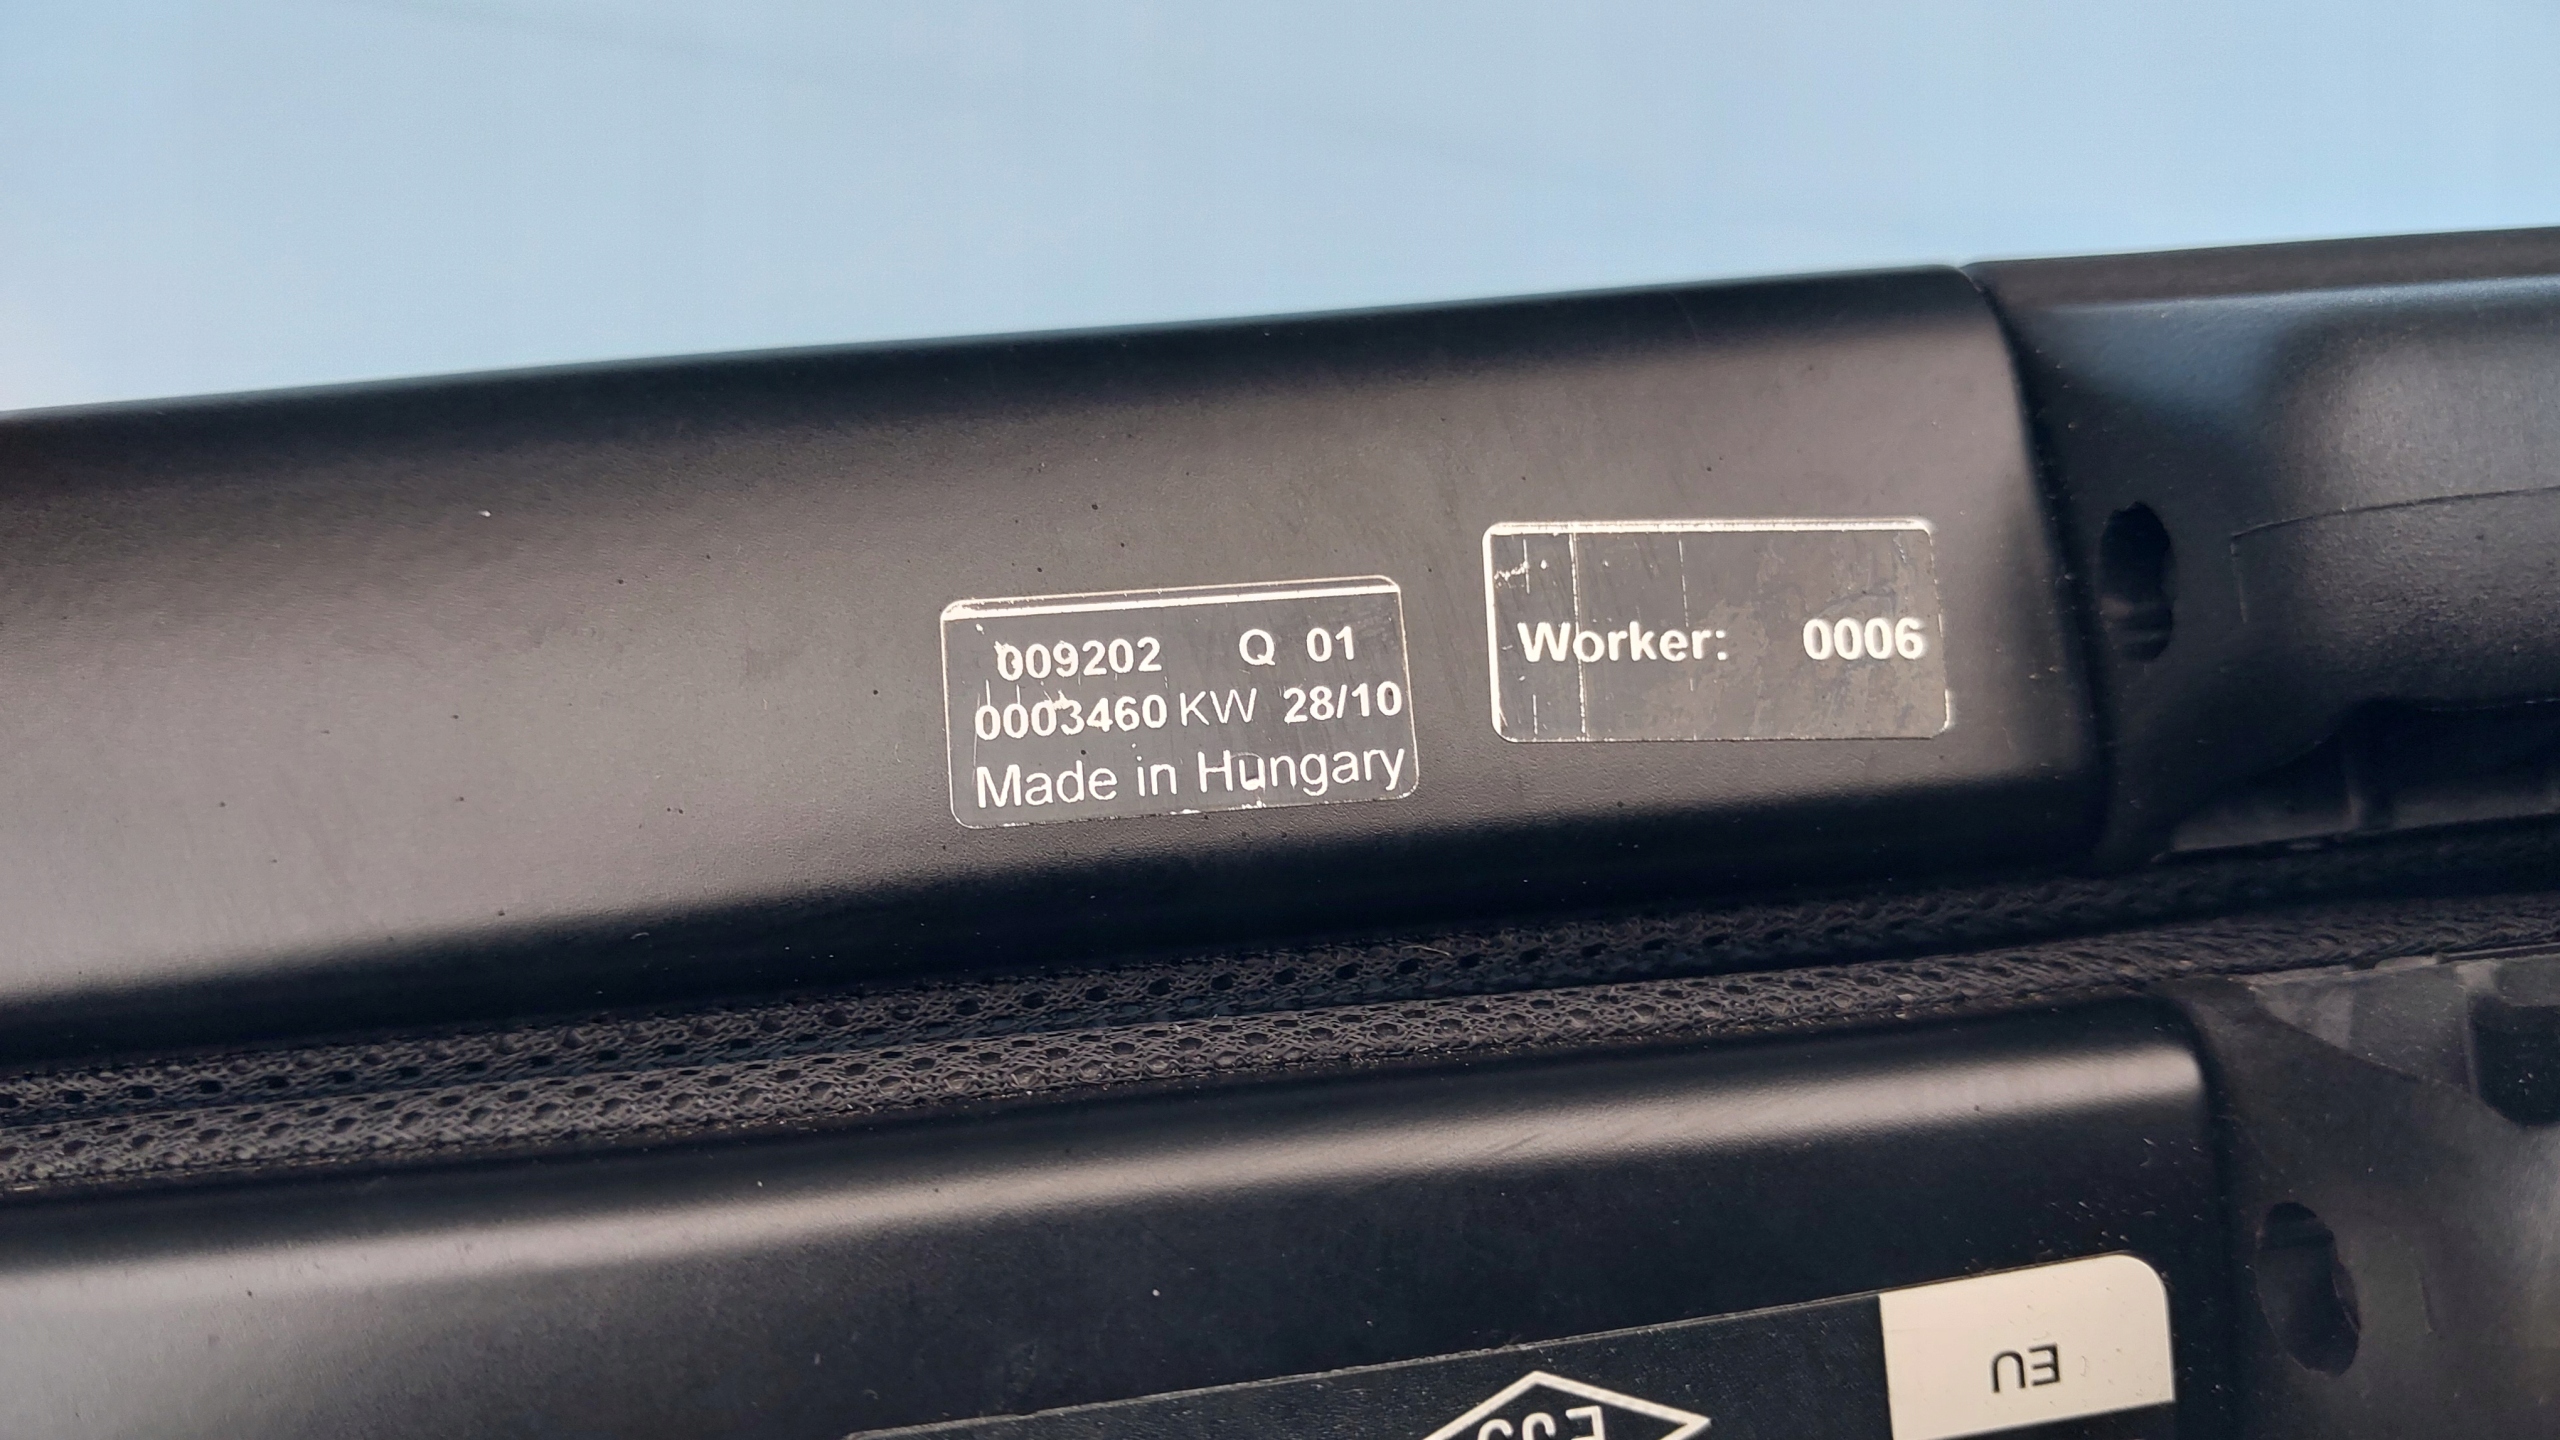 009202 Q 01
0003460 KW 28/10
Made in Hungary
Worker: 0006
EU